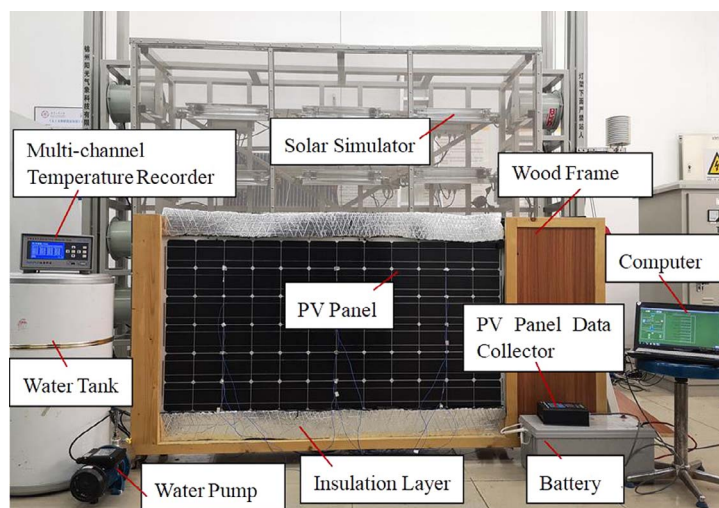 Multi-channel
Temperature Recorder
Solar Simulator
Wood Frame
Computer
PV Panel
PV Panel Data
Collector
Water Tank
Water Pump
Insulation Layer
Battery